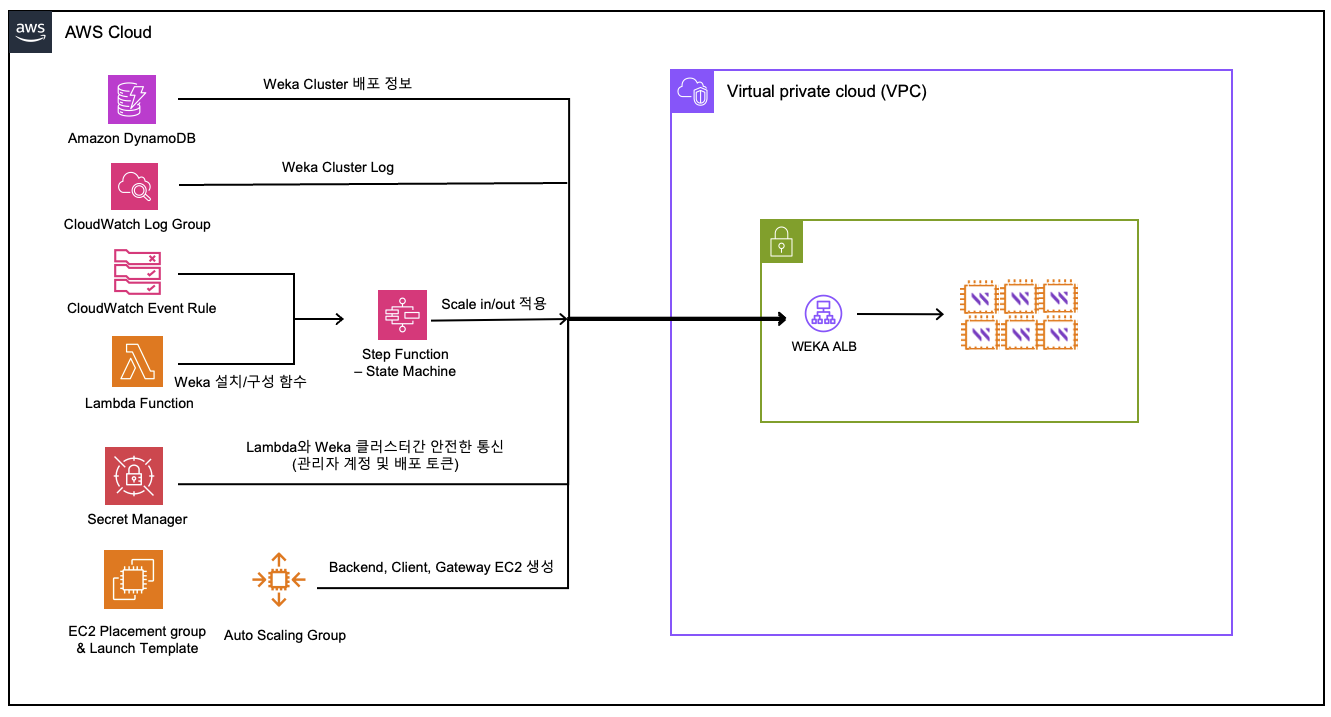 aws
AWS Cloud
Weka Cluster 배포 정보
Amazon DynamoDB
Weka Cluster Log
CloudWatch Log Group
CloudWatch Event Rule
Weka 설치/구성 함수
Lambda Function
Scale in/out 적용
Step Function
– State Machine
Lambda와 Weka 클러스터간 안전한 통신
(관리자 계정 및 배포 토큰)
Secret Manager
Backend, Client, Gateway EC2 생성
EC2 Placement group
& Launch Template
Auto Scaling Group
Virtual private cloud (VPC)
WEKA ALB